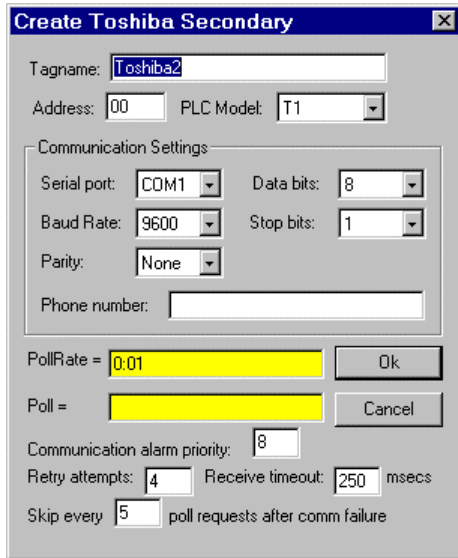 Create Toshiba Secondary
Tagname: Toshiba2
Address: 00 PLC Model: T1
Communication Settings
Serial port: COM1 Data bits: 8
Baud Rate: 9600 Stop bits: 1
Parity: None
Phone number:
PollRate = 0:01 Ok
Poll = Cancel
Communication alarm priority: 8
Retry attempts: 4 Receive timeout: 250 msecs
Skip every 5 poll requests after comm failure